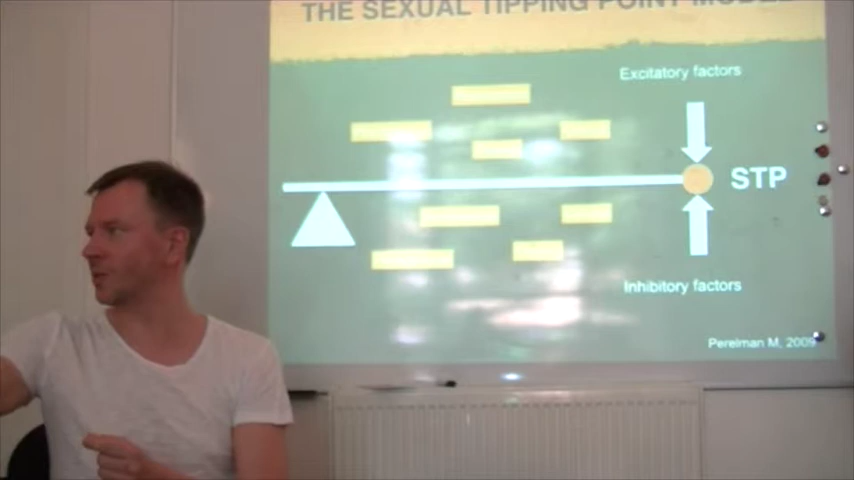 THE SEXUAL TIPPING POINT MODEL
Excitatory factors
STP
Inhibitory factors
Perelman M, 2009